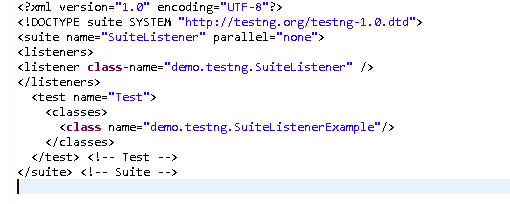 <?xml version="1.0" encoding="UTF-8"?>
<!DOCTYPE suite SYSTEM "http://testng.org/testng-1.0.dtd">
<suite name="SuiteListener" parallel="none">
<listeners>
<listener class-name="demo.testng.SuiteListener" />
</listeners>
  <test name="Test">
    <classes>
      <class name="demo.testng.SuiteListenerExample"/>
    </classes>
  </test> <!-- Test -->
</suite> <!-- Suite -->